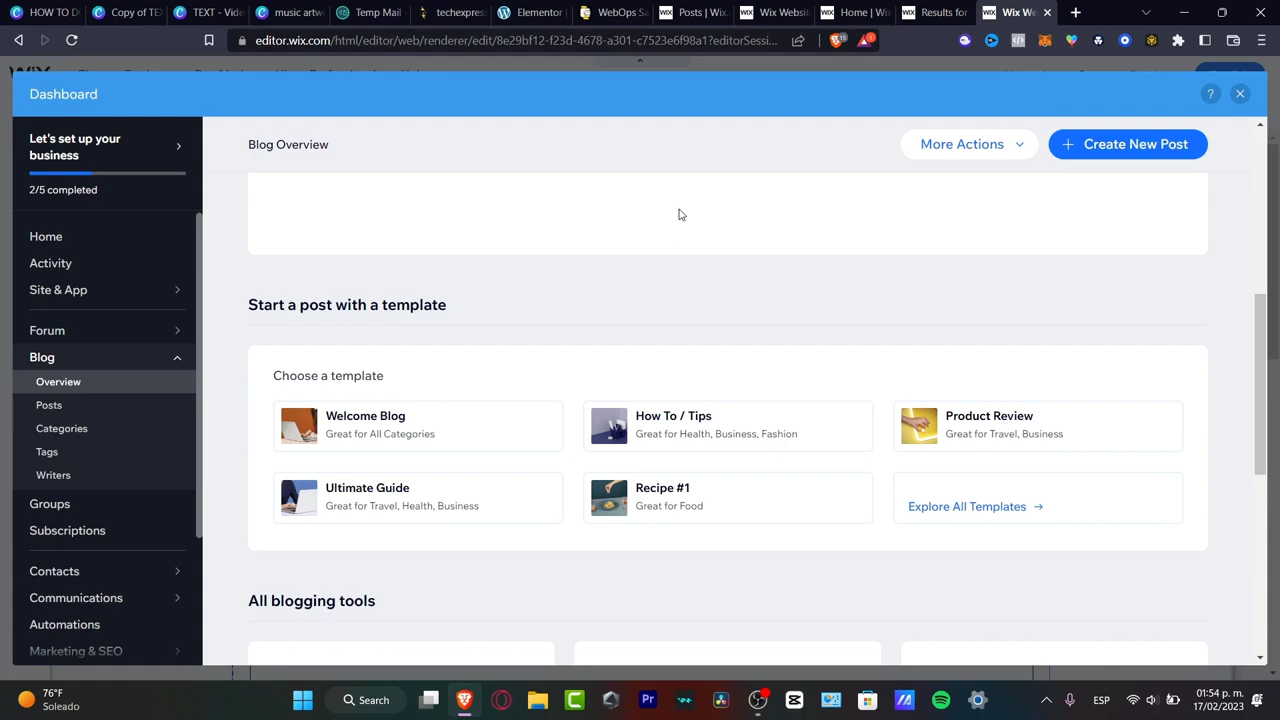 HOW TO DO
Copy of TE
TEXT - Vide
music artw
Temp Mail
techexpres
Elementor
WebOps Sa
Posts | Wix
Wix Websit
Home | Wix
Results for
Wix We
editor.wix.com/html/editor/web/renderer/edit/8e29bf12-f23d-4678-a301-c7523e6f98a1?editorSessi...
15
1
Dashboard
?
Let's set up your
business
2/5 completed
Blog Overview
More Actions
Create New Post
Home
Activity
Site & App
Forum
Blog
Overview
Posts
Categories
Tags
Writers
Groups
Subscriptions
Contacts
Communications
Automations
Marketing & SEO
Start a post with a template
Choose a template
Welcome Blog
Great for All Categories
How To / Tips
Great for Health, Business, Fashion
Product Review
Great for Travel, Business
Ultimate Guide
Great for Travel, Health, Business
Recipe #1
Great for Food
Explore All Templates →
All blogging tools
76°F
Soleado
Search
ESP
01:54 p. m.
17/02/2023